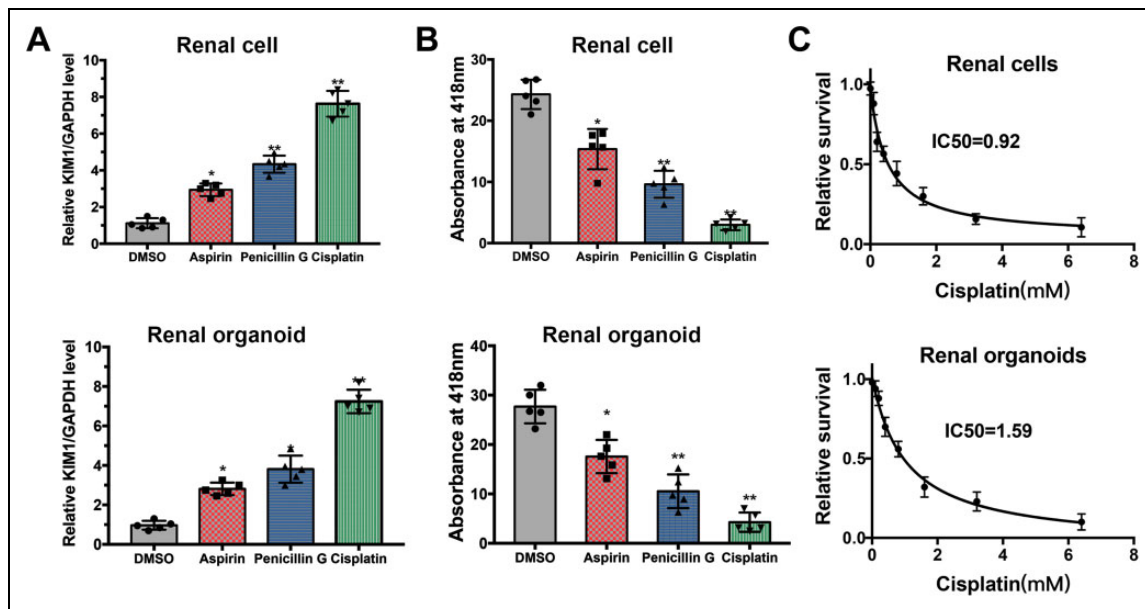 A
Renal cell
Relative KIM1/GAPDH level
10
8
6
4
2
0
*
**
**
DMSO
Aspirin
Penicillin G
Cisplatin
B
Renal cell
Absorbance at 418nm
30
20
10
0
*
**
**
DMSO
Aspirin
Penicillin G
Cisplatin
C
Renal cells
Relative survival
1.0
0.5
0.0
IC50=0.92
0
2
4
6
8
Cisplatin(mM)
Renal organoid
Relative KIM1/GAPDH level
10
8
6
4
2
0
*
*
**
DMSO
Aspirin
Penicillin G
Cisplatin
Renal organoid
Absorbance at 418nm
40
30
20
10
0
*
**
**
DMSO
Aspirin
Penicillin G
Cisplatin
Renal organoids
Relative survival
1.0
0.5
0.0
IC50=1.59
0
2
4
6
8
Cisplatin(mM)